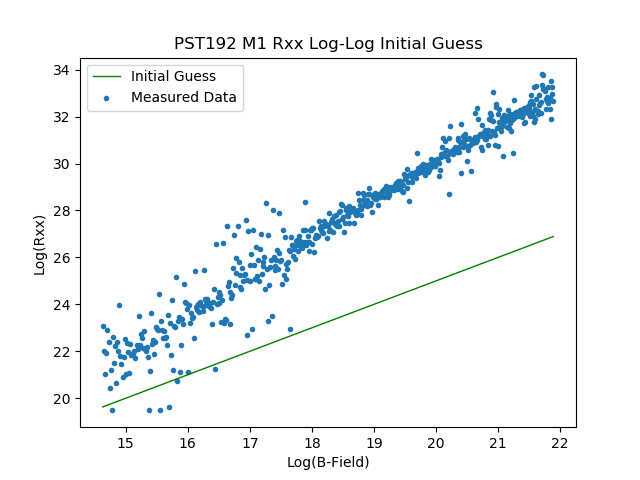 PST192 M1 Rxx Log-Log Initial Guess
Initial Guess
Measured Data
34
32
30
28
26
24
22
20
Log(Rxx)
15 16 17 18 19 20 21 22
Log(B-Field)